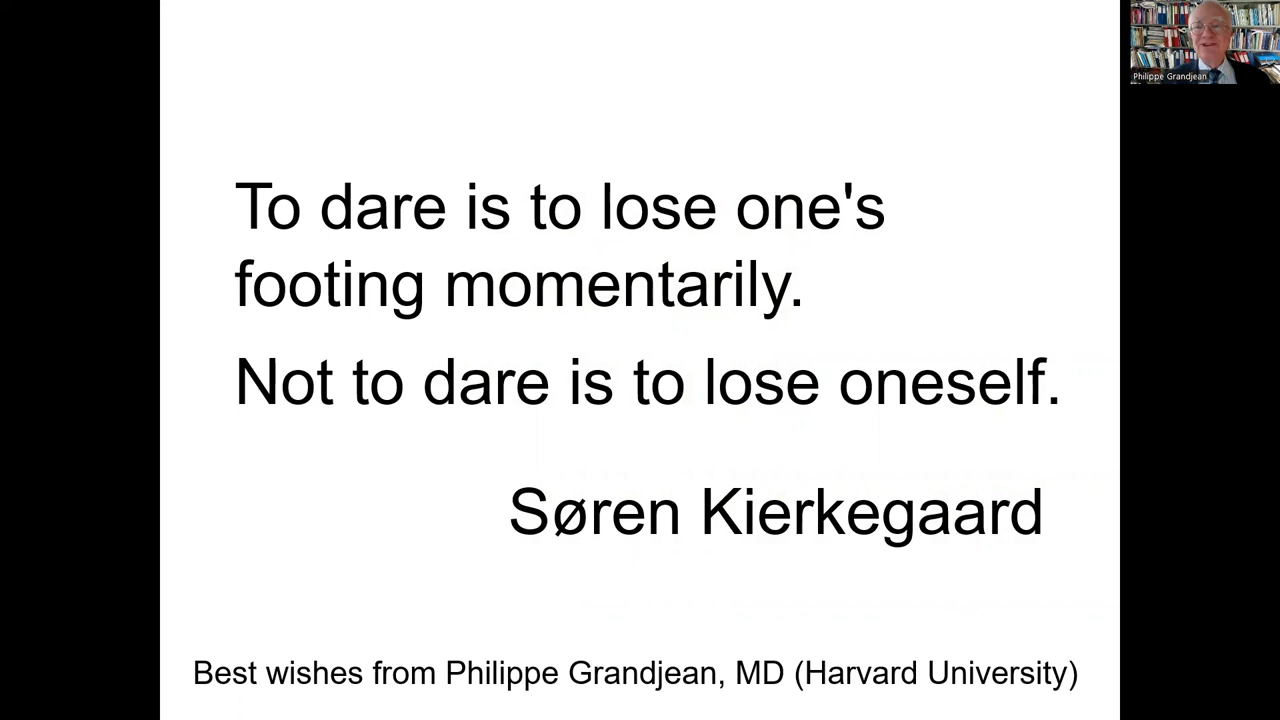 Philippe Grandjean
To dare is to lose one's
footing momentarily.
Not to dare is to lose oneself.
Søren Kierkegaard
Best wishes from Philippe Grandjean, MD (Harvard University)